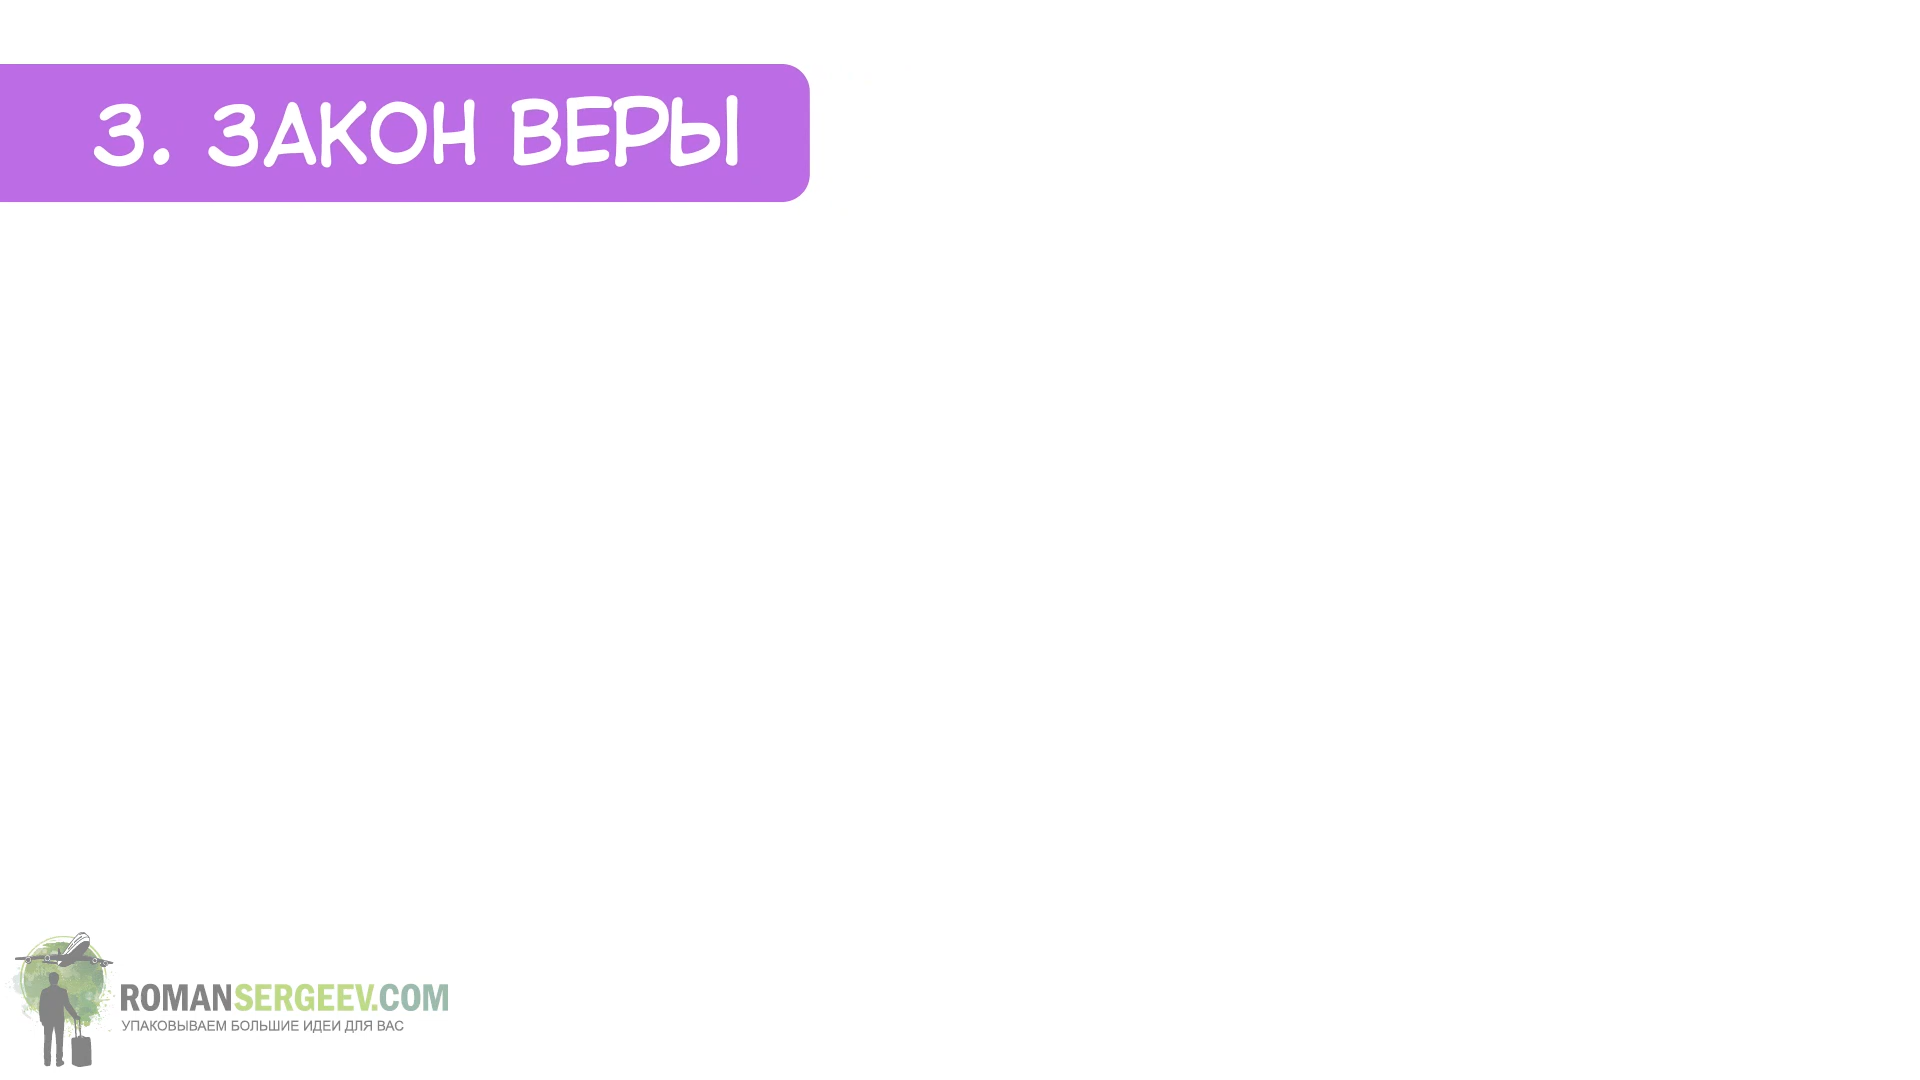 3. ЗАКОН ВЕРЫ
ROMANSERGEEV.COM
УПАКОВЫВАЕМ БОЛЬШИЕ ИДЕИ ДЛЯ ВАС